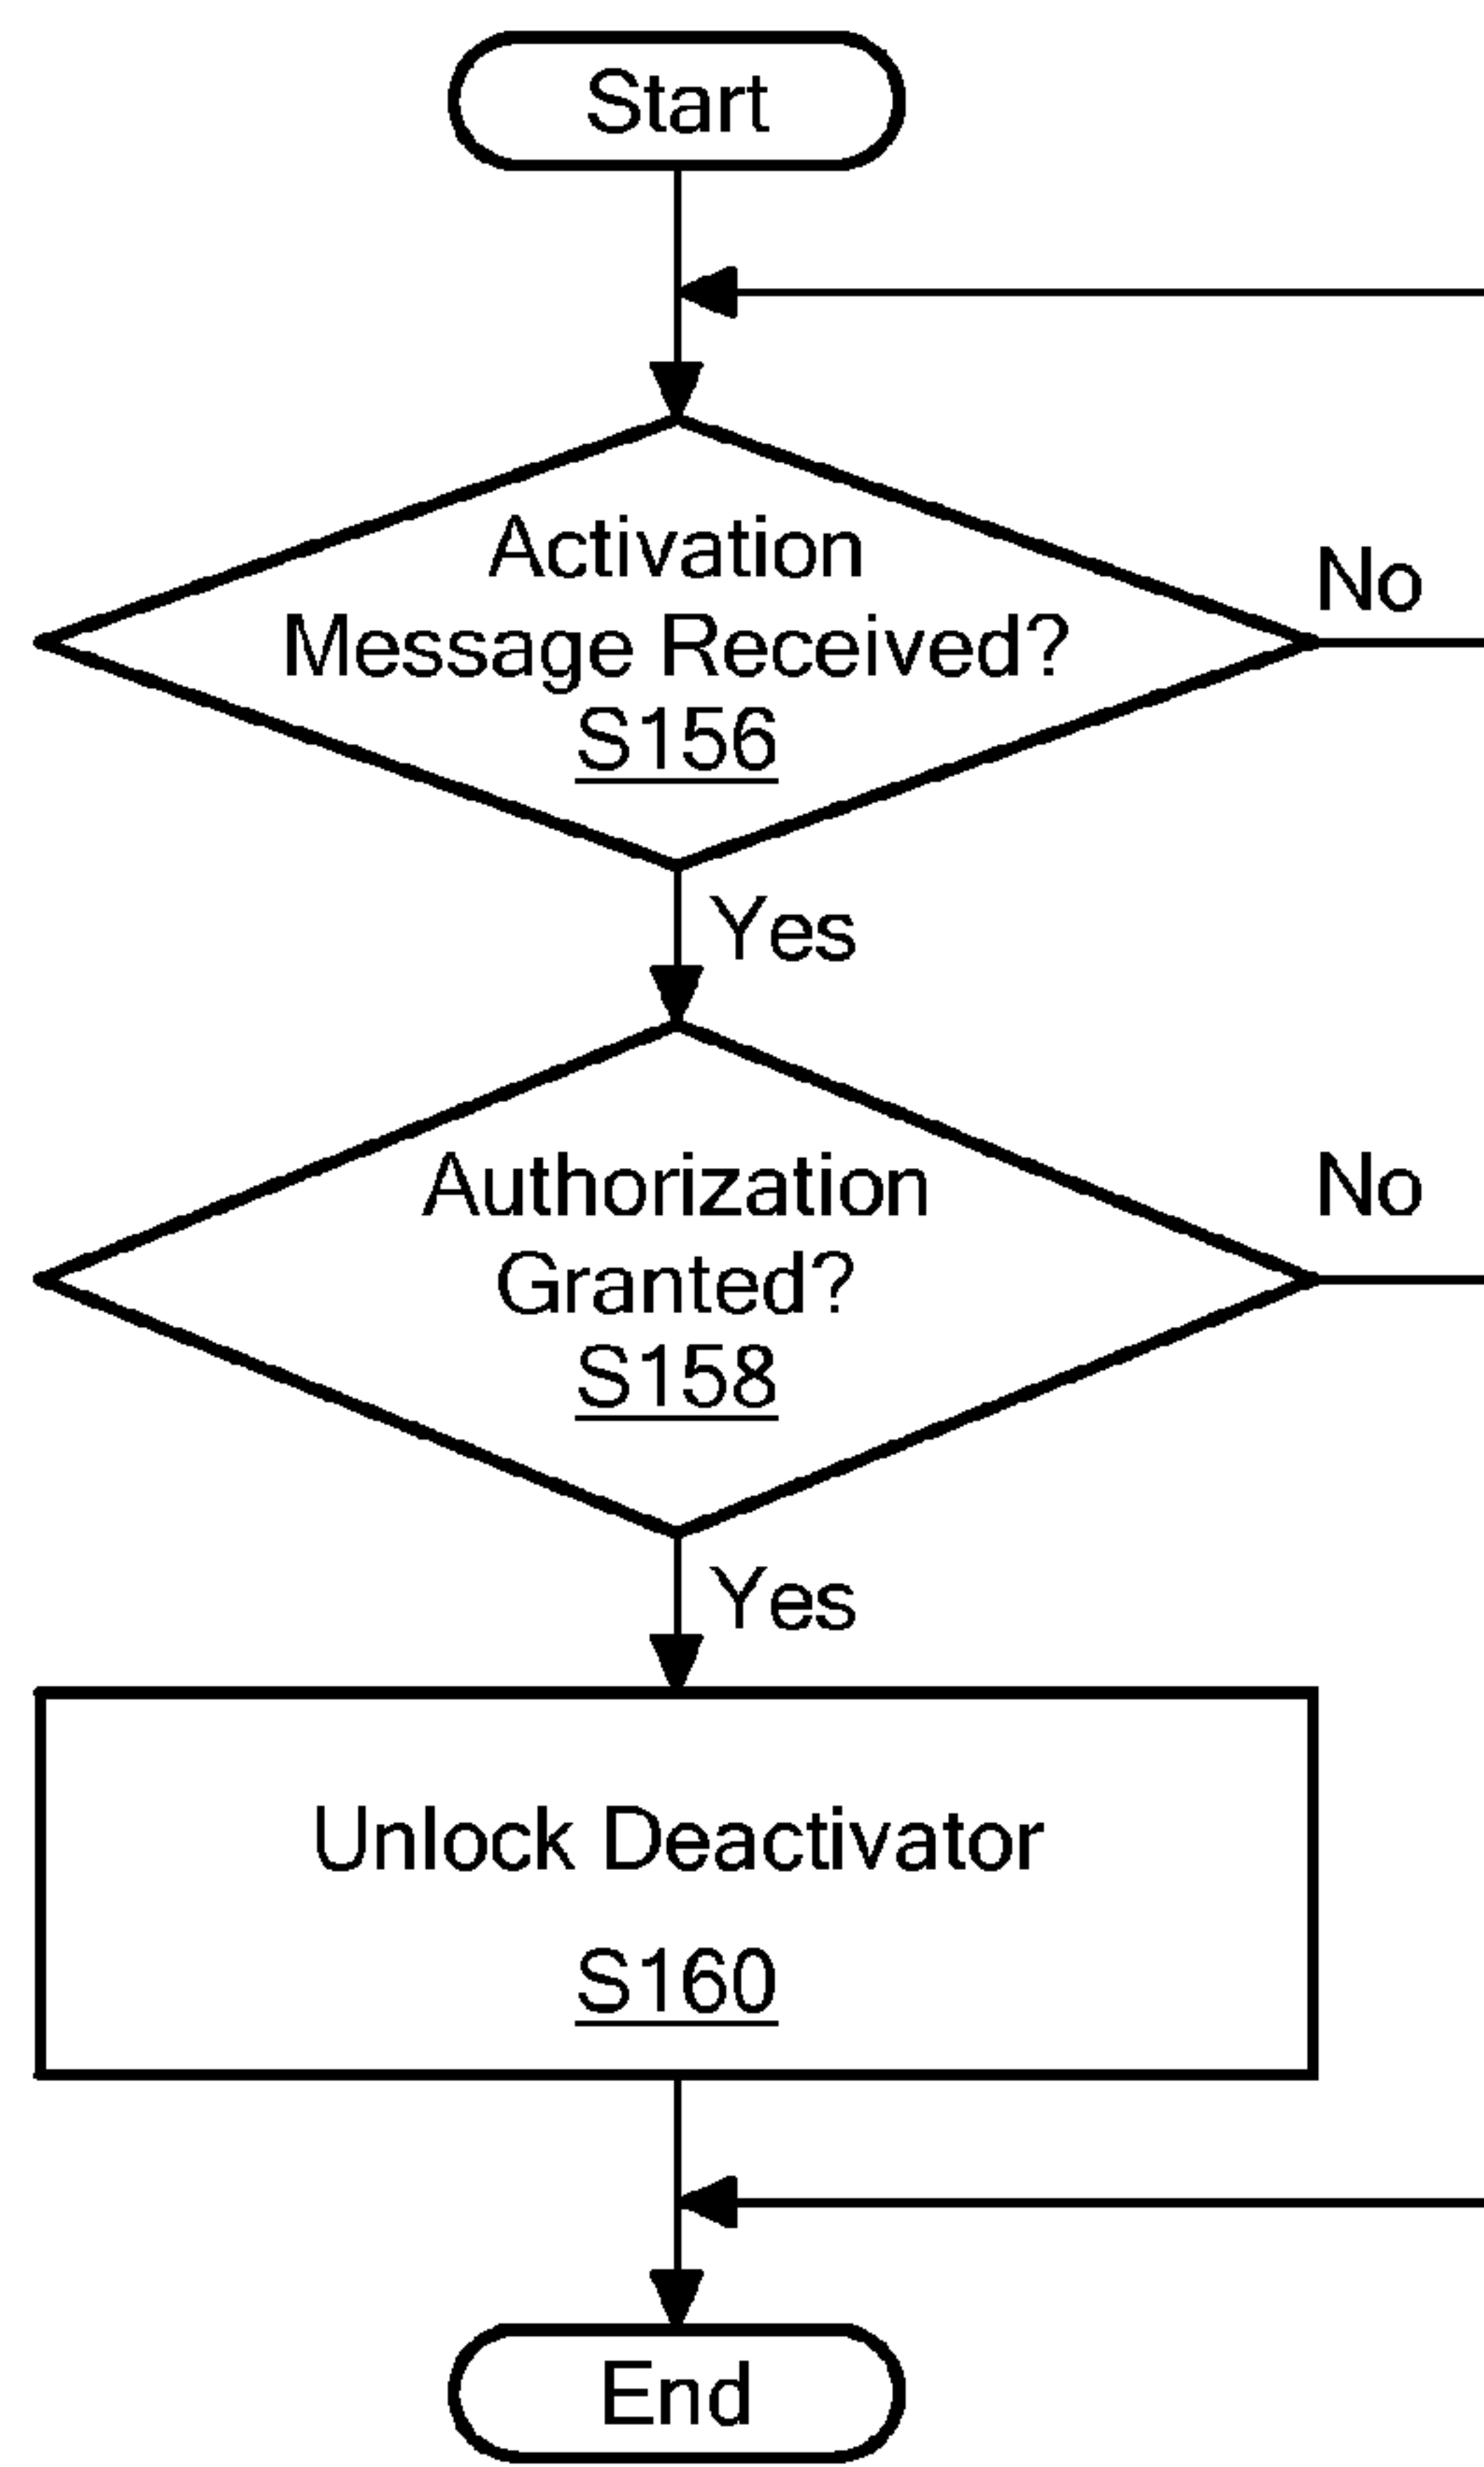 Start
Activation
Message Received?
S156
No
Yes
Authorization
Granted?
S158
No
Yes
Unlock Deactivator
S160
End